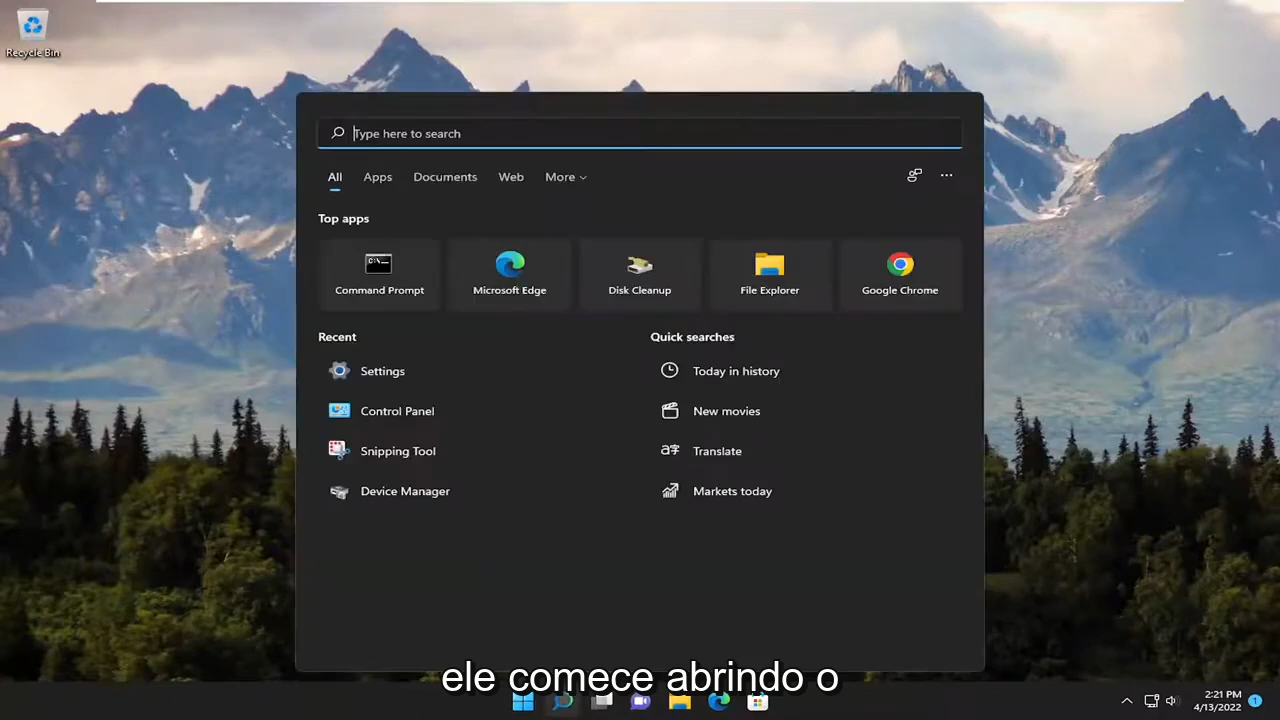 Recycle Bin
Type here to search
All Apps Documents Web More
Top apps
Command Prompt Microsoft Edge Disk Cleanup File Explorer Google Chrome
Recent Quick searches
Settings Today in history
Control Panel New movies
Snipping Tool Translate
Device Manager Markets today
ele comece abrindo o
2:21 PM
4/13/2022 1